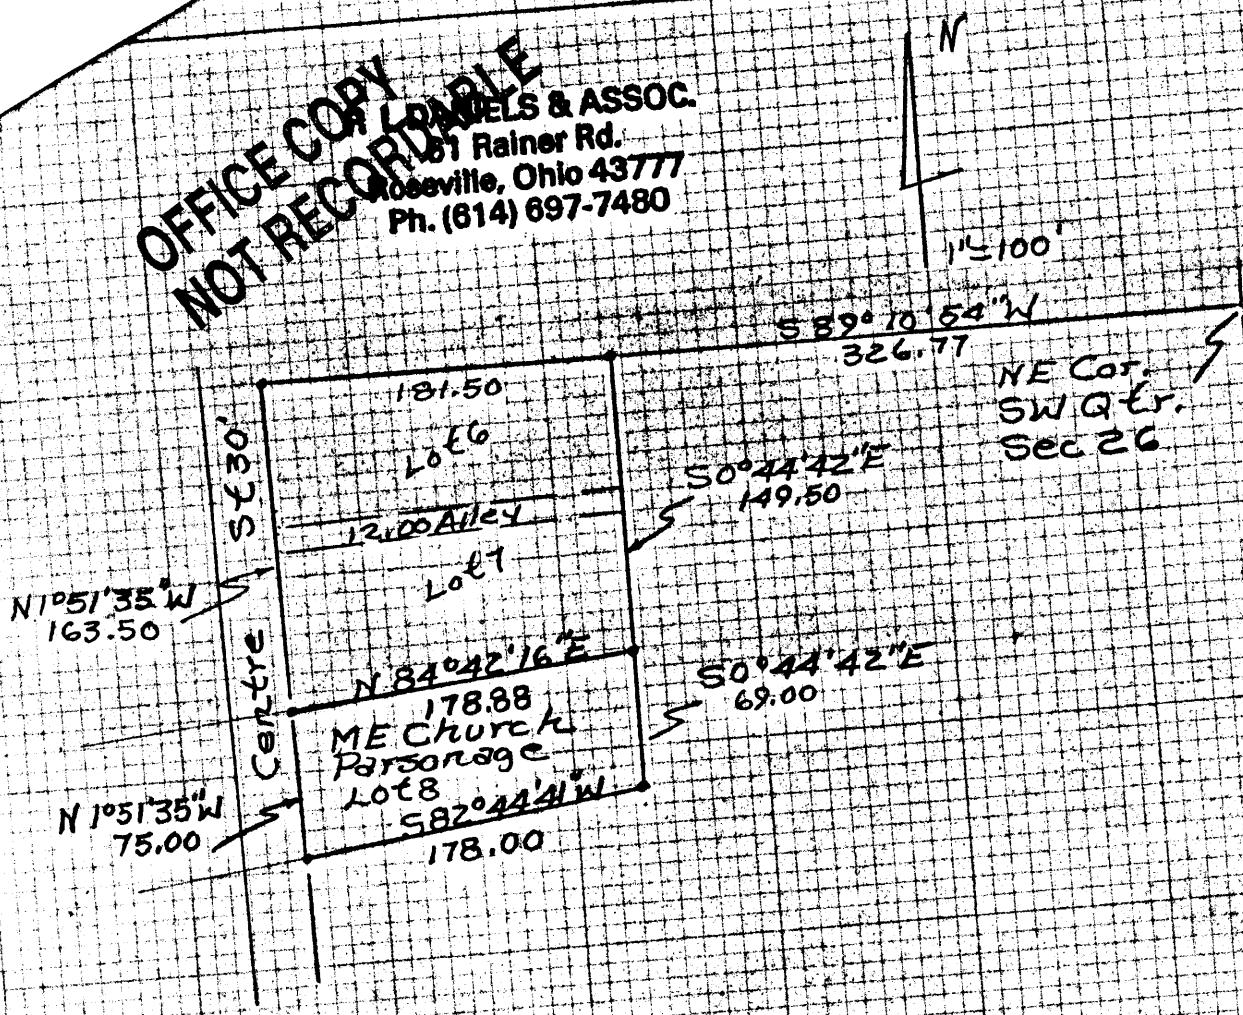 OFFICE COPY
NOT RECORDABLE
& ASSOC.
61 Rainer Rd.
Roseville, Ohio 43777
Ph. (614) 697-7480
N
1"=100'
S 89° 10' 54" W
326.77
NE Cor.
SW Qtr.
Sec 26
181.50
Lot 6
12.00 Alley
Lot 7
S 0° 44' 42" E
149.50
St 30'
Centre
N 1° 51' 35" W
163.50
N 84° 42' 16" E
178.88
S 0° 44' 42" E
69.00
ME Church
Parsonage
Lot 8
S 82° 44' 41" W
178.00
N 1° 51' 35" W
75.00